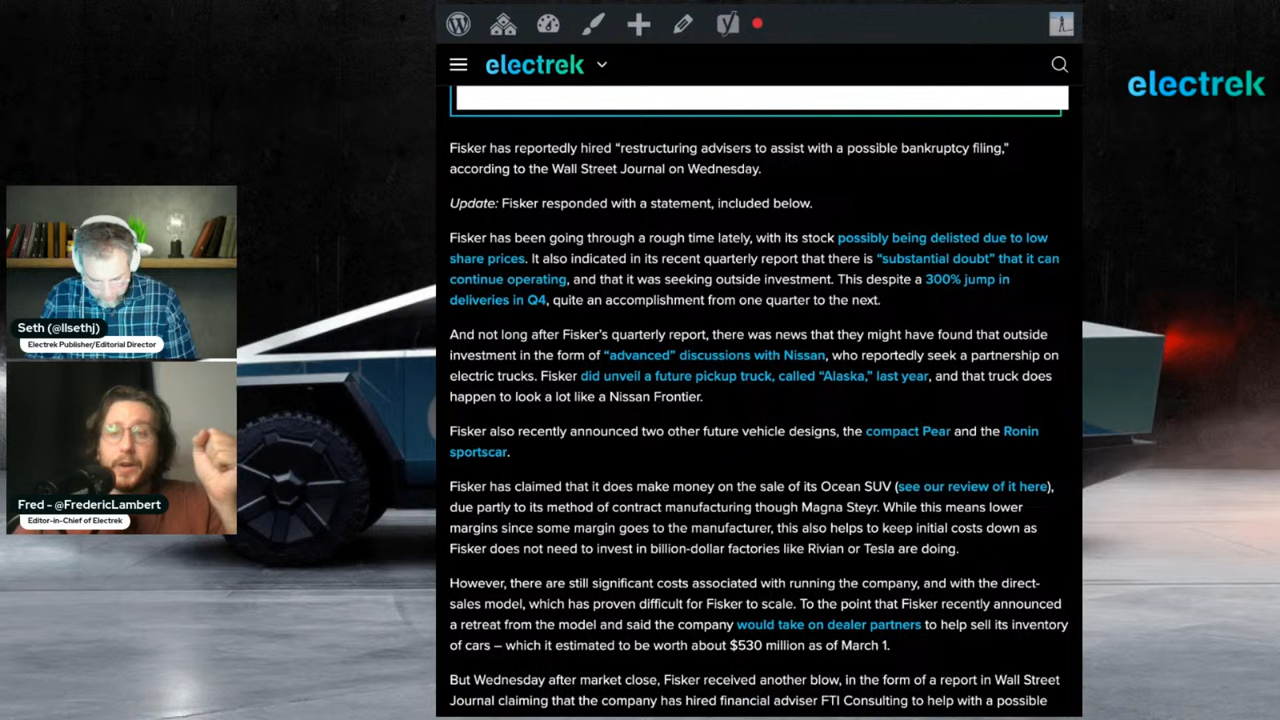 electrek
electrek
Fisker has reportedly hired “restructuring advisers to assist with a possible bankruptcy filing,”
according to the Wall Street Journal on Wednesday.
Update: Fisker responded with a statement, included below.
Fisker has been going through a rough time lately, with its stock possibly being delisted due to low
share prices. It also indicated in its recent quarterly report that there is “substantial doubt” that it can
continue operating, and that it was seeking outside investment. This despite a 300% jump in
deliveries in Q4, quite an accomplishment from one quarter to the next.
And not long after Fisker’s quarterly report, there was news that they might have found that outside
investment in the form of “advanced” discussions with Nissan, who reportedly seek a partnership on
electric trucks. Fisker did unveil a future pickup truck, called “Alaska,” last year, and that truck does
happen to look a lot like a Nissan Frontier.
Fisker also recently announced two other future vehicle designs, the compact Pear and the Ronin
sportscar.
Fisker has claimed that it does make money on the sale of its Ocean SUV (see our review of it here),
due partly to its method of contract manufacturing though Magna Steyr. While this means lower
margins since some margin goes to the manufacturer, this also helps to keep initial costs down as
Fisker does not need to invest in billion-dollar factories like Rivian or Tesla are doing.
However, there are still significant costs associated with running the company, and with the direct-
sales model, which has proven difficult for Fisker to scale. To the point that Fisker recently announced
a retreat from the model and said the company would take on dealer partners to help sell its inventory
of cars – which it estimated to be worth about $530 million as of March 1.
But Wednesday after market close, Fisker received another blow, in the form of a report in Wall Street
Journal claiming that the company has hired financial adviser FTI Consulting to help with a possible
Seth (@llsethj)
Electrek Publisher/Editorial Director
Fred - @FredericLambert
Editor-in-Chief of Electrek